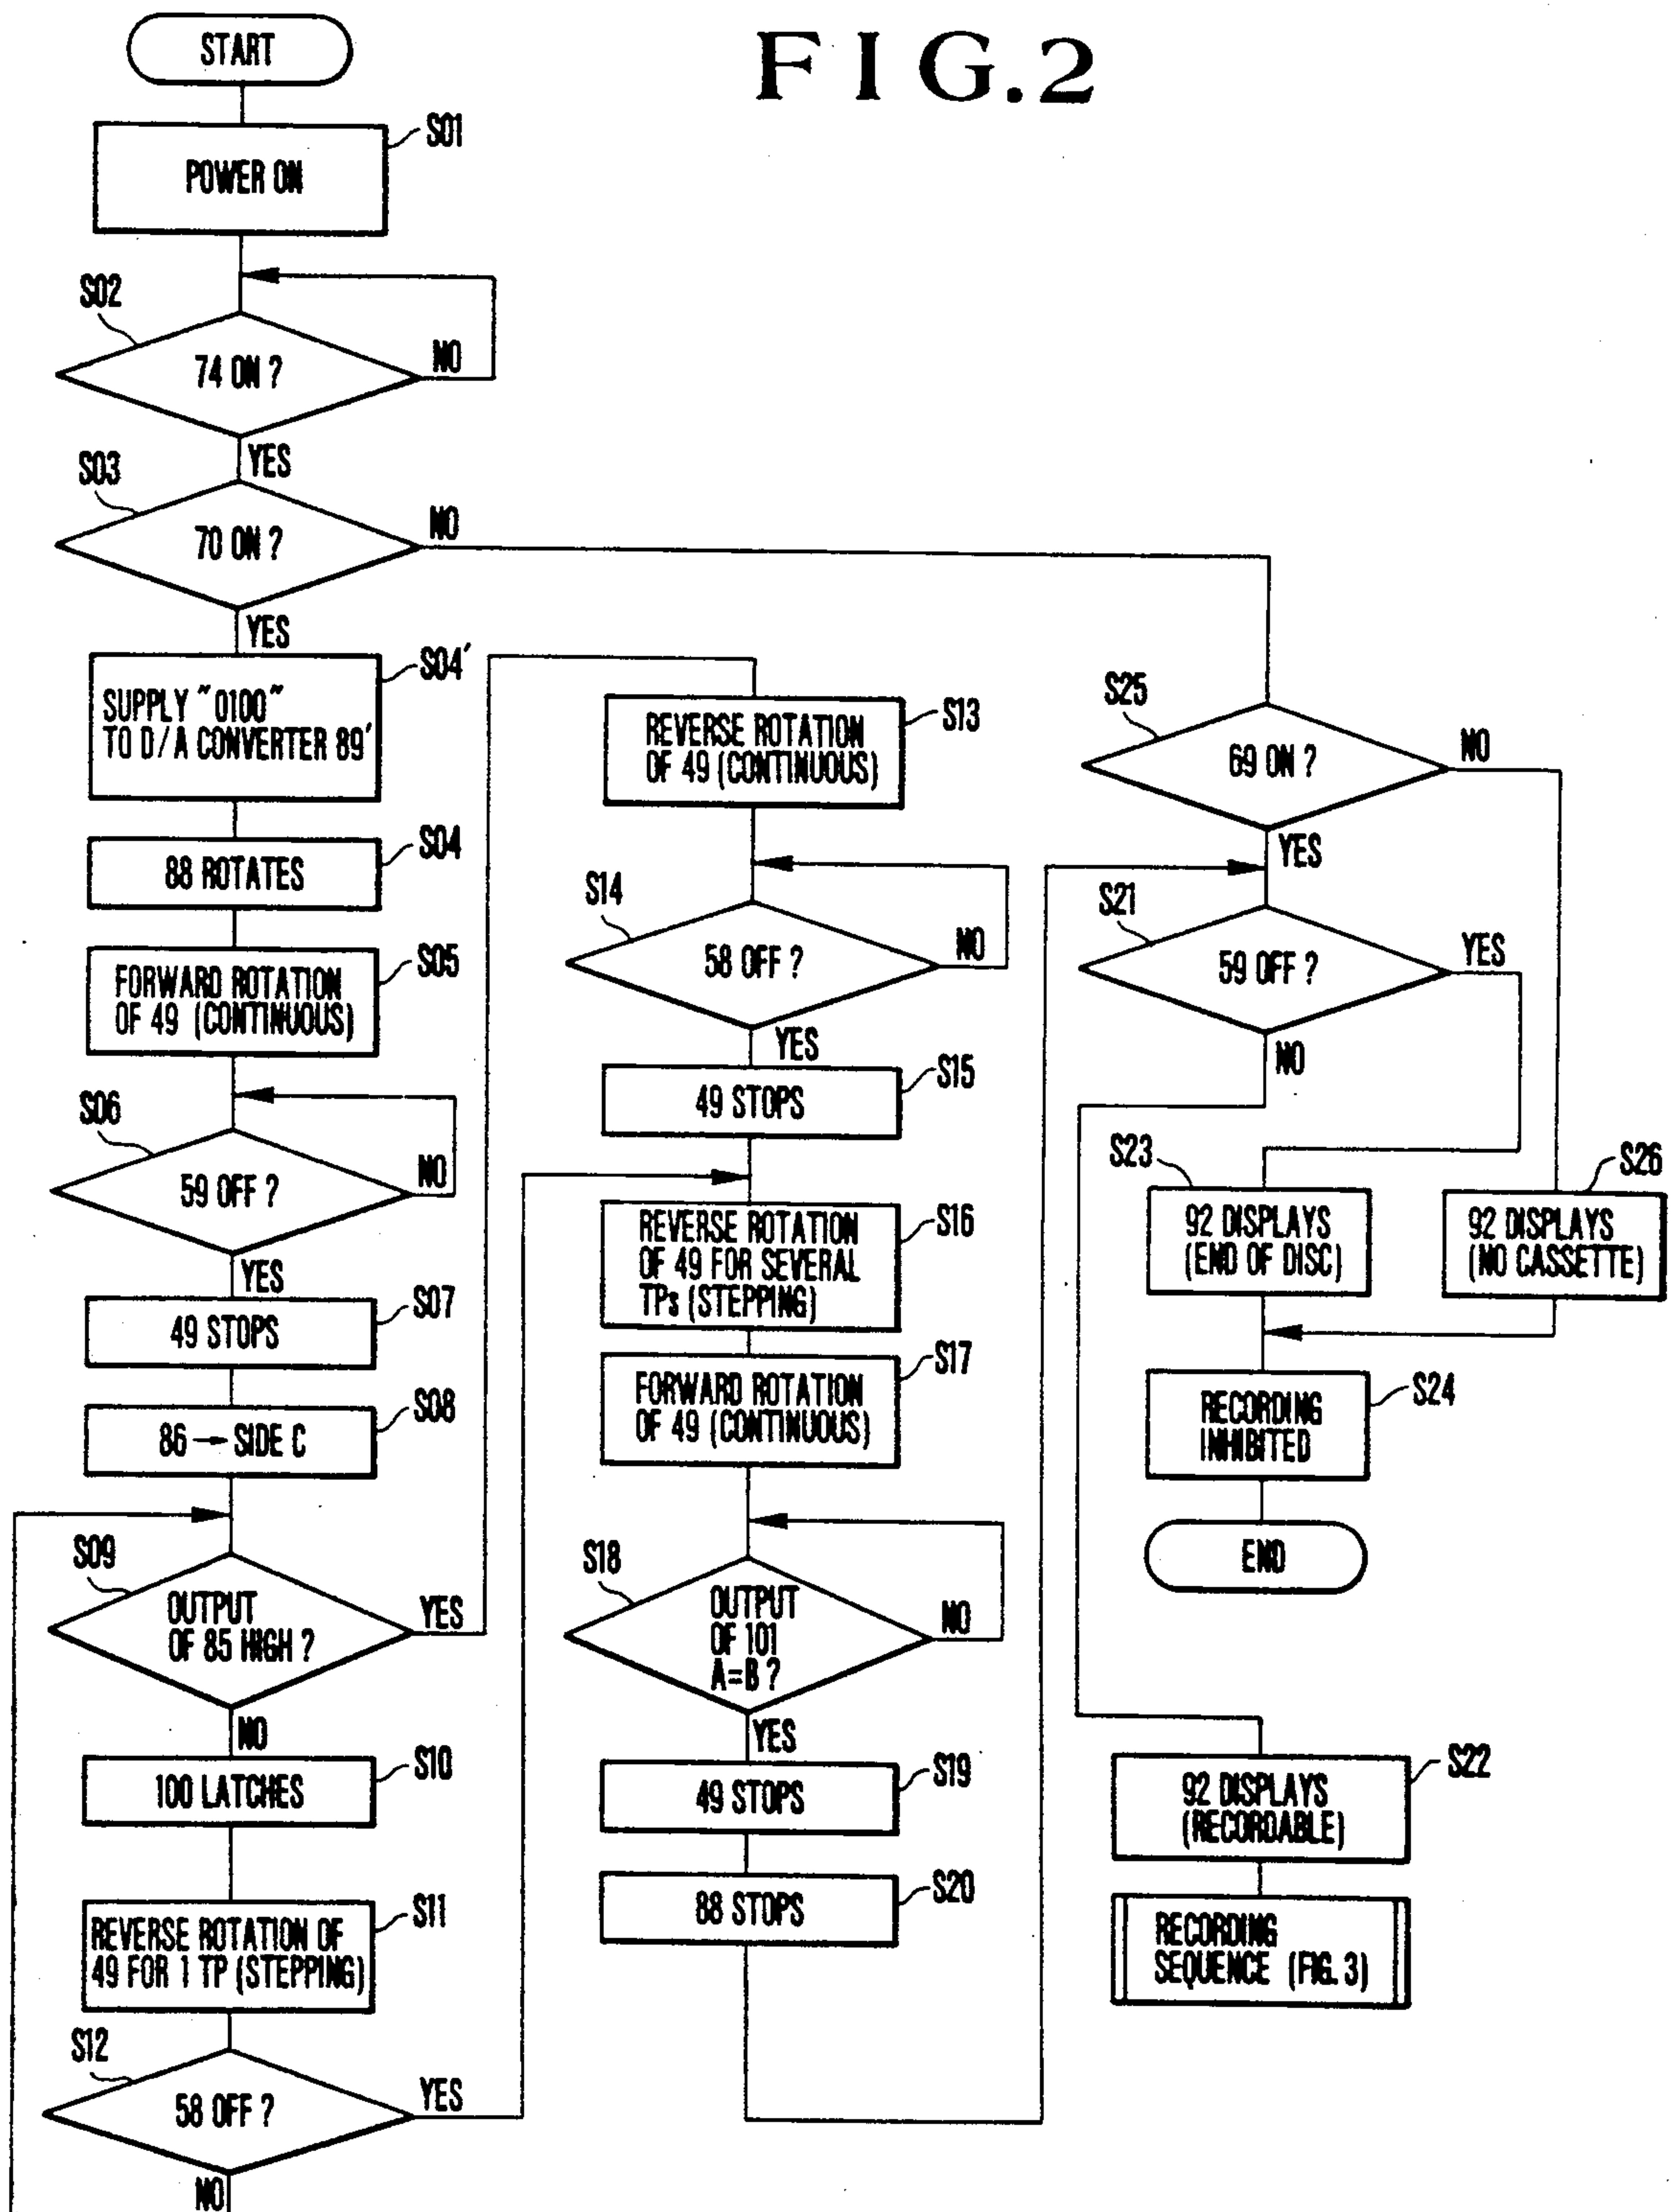 FIG.2
START
S01
POWER ON
S02
74 ON ?
NO
YES
S03
70 ON ?
NO
YES
S04'
SUPPLY "0100"
TO D/A CONVERTER 89'
S04
88 ROTATES
S05
FORWARD ROTATION
OF 49 (CONTINUOUS)
S06
59 OFF ?
NO
YES
S07
49 STOPS
S08
86 → SIDE C
S09
OUTPUT
OF 85 HIGH ?
YES
NO
S10
100 LATCHES
S11
REVERSE ROTATION OF
49 FOR 1 TP (STEPPING)
S12
58 OFF ?
YES
NO
S13
REVERSE ROTATION
OF 49 (CONTINUOUS)
S14
58 OFF ?
NO
YES
S15
49 STOPS
S16
REVERSE ROTATION
OF 49 FOR SEVERAL
TPs (STEPPING)
S17
FORWARD ROTATION
OF 49 (CONTINUOUS)
S18
OUTPUT
OF 101
A=B ?
NO
YES
S19
49 STOPS
S20
88 STOPS
S25
69 ON ?
NO
YES
S21
59 OFF ?
YES
NO
S23
92 DISPLAYS
(END OF DISC)
S26
92 DISPLAYS
(NO CASSETTE)
S24
RECORDING
INHIBITED
END
S22
92 DISPLAYS
(RECORDABLE)
RECORDING
SEQUENCE (FIG. 3)